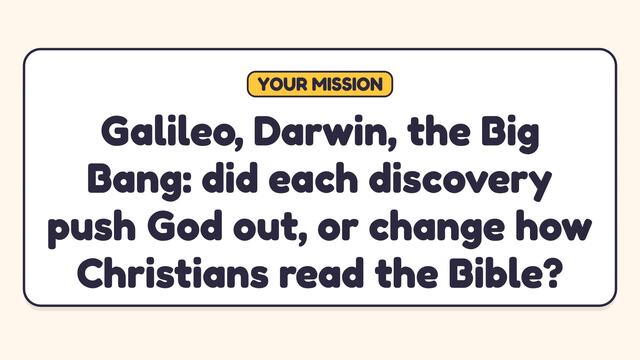 YOUR MISSION
Galileo, Darwin, the Big
Bang: did each discovery
push God out, or change how
Christians read the Bible?